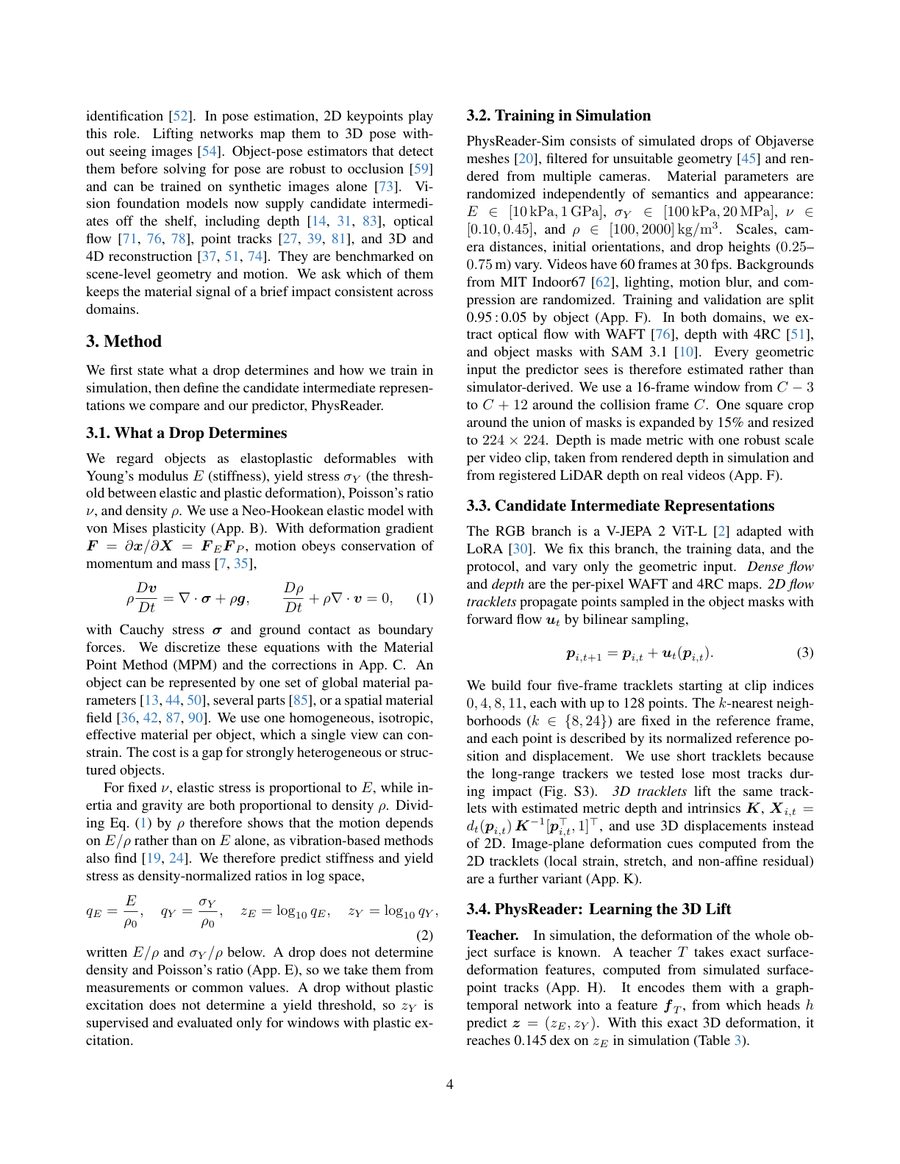 identification [52]. In pose estimation, 2D keypoints play
this role. Lifting networks map them to 3D pose with-
out seeing images [54]. Object-pose estimators that detect
them before solving for pose are robust to occlusion [59]
and can be trained on synthetic images alone [73]. Vi-
sion foundation models now supply candidate intermedi-
ates off the shelf, including depth [14, 31, 83], optical
flow [71, 76, 78], point tracks [27, 39, 81], and 3D and
4D reconstruction [37, 51, 74]. They are benchmarked on
scene-level geometry and motion. We ask which of them
keeps the material signal of a brief impact consistent across
domains.
3. Method
We first state what a drop determines and how we train in
simulation, then define the candidate intermediate represen-
tations we compare and our predictor, PhysReader.
3.1. What a Drop Determines
We regard objects as elastoplastic deformables with
Young's modulus E (stiffness), yield stress σ_Y (the thresh-
old between elastic and plastic deformation), Poisson's ratio
ν, and density ρ. We use a Neo-Hookean elastic model with
von Mises plasticity (App. B). With deformation gradient
F = ∂x/∂X = F_E F_P, motion obeys conservation of
momentum and mass [7, 35],
ρ Dv/Dt = ∇ · σ + ρg, Dρ/Dt + ρ∇ · v = 0, (1)
with Cauchy stress σ and ground contact as boundary
forces. We discretize these equations with the Material
Point Method (MPM) and the corrections in App. C. An
object can be represented by one set of global material pa-
rameters [13, 44, 50], several parts [85], or a spatial material
field [36, 42, 87, 90]. We use one homogeneous, isotropic,
effective material per object, which a single view can con-
strain. The cost is a gap for strongly heterogeneous or struc-
tured objects.
For fixed ν, elastic stress is proportional to E, while in-
ertia and gravity are both proportional to density ρ. Divid-
ing Eq. (1) by ρ therefore shows that the motion depends
on E/ρ rather than on E alone, as vibration-based methods
also find [19, 24]. We therefore predict stiffness and yield
stress as density-normalized ratios in log space,
q_E = E/ρ_0, q_Y = σ_Y/ρ_0, z_E = log_10 q_E, z_Y = log_10 q_Y,
(2)
written E/ρ and σ_Y/ρ below. A drop does not determine
density and Poisson's ratio (App. E), so we take them from
measurements or common values. A drop without plastic
excitation does not determine a yield threshold, so z_Y is
supervised and evaluated only for windows with plastic ex-
citation.
3.2. Training in Simulation
PhysReader-Sim consists of simulated drops of Objaverse
meshes [20], filtered for unsuitable geometry [45] and ren-
dered from multiple cameras. Material parameters are
randomized independently of semantics and appearance:
E ∈ [10 kPa, 1 GPa], σ_Y ∈ [100 kPa, 20 MPa], ν ∈
[0.10, 0.45], and ρ ∈ [100, 2000] kg/m³. Scales, cam-
era distances, initial orientations, and drop heights (0.25–
0.75 m) vary. Videos have 60 frames at 30 fps. Backgrounds
from MIT Indoor67 [62], lighting, motion blur, and com-
pression are randomized. Training and validation are split
0.95 : 0.05 by object (App. F). In both domains, we ex-
tract optical flow with WAFT [76], depth with 4RC [51],
and object masks with SAM 3.1 [10]. Every geometric
input the predictor sees is therefore estimated rather than
simulator-derived. We use a 16-frame window from C − 3
to C + 12 around the collision frame C. One square crop
around the union of masks is expanded by 15% and resized
to 224 × 224. Depth is made metric with one robust scale
per video clip, taken from rendered depth in simulation and
from registered LiDAR depth on real videos (App. F).
3.3. Candidate Intermediate Representations
The RGB branch is a V-JEPA 2 ViT-L [2] adapted with
LoRA [30]. We fix this branch, the training data, and the
protocol, and vary only the geometric input. Dense flow
and depth are the per-pixel WAFT and 4RC maps. 2D flow
tracklets propagate points sampled in the object masks with
forward flow u_t by bilinear sampling,
p_{i,t+1} = p_{i,t} + u_t(p_{i,t}). (3)
We build four five-frame tracklets starting at clip indices
0, 4, 8, 11, each with up to 128 points. The k-nearest neigh-
borhoods (k ∈ {8, 24}) are fixed in the reference frame,
and each point is described by its normalized reference po-
sition and displacement. We use short tracklets because
the long-range trackers we tested lose most tracks dur-
ing impact (Fig. S3). 3D tracklets lift the same track-
lets with estimated metric depth and intrinsics K, X_{i,t} =
d_t(p_{i,t}) K^{−1}[p_{i,t}^⊤, 1]^⊤, and use 3D displacements instead
of 2D. Image-plane deformation cues computed from the
2D tracklets (local strain, stretch, and non-affine residual)
are a further variant (App. K).
3.4. PhysReader: Learning the 3D Lift
Teacher. In simulation, the deformation of the whole ob-
ject surface is known. A teacher T takes exact surface-
deformation features, computed from simulated surface-
point tracks (App. H). It encodes them with a graph-
temporal network into a feature f_T, from which heads h
predict z = (z_E, z_Y). With this exact 3D deformation, it
reaches 0.145 dex on z_E in simulation (Table 3).
4